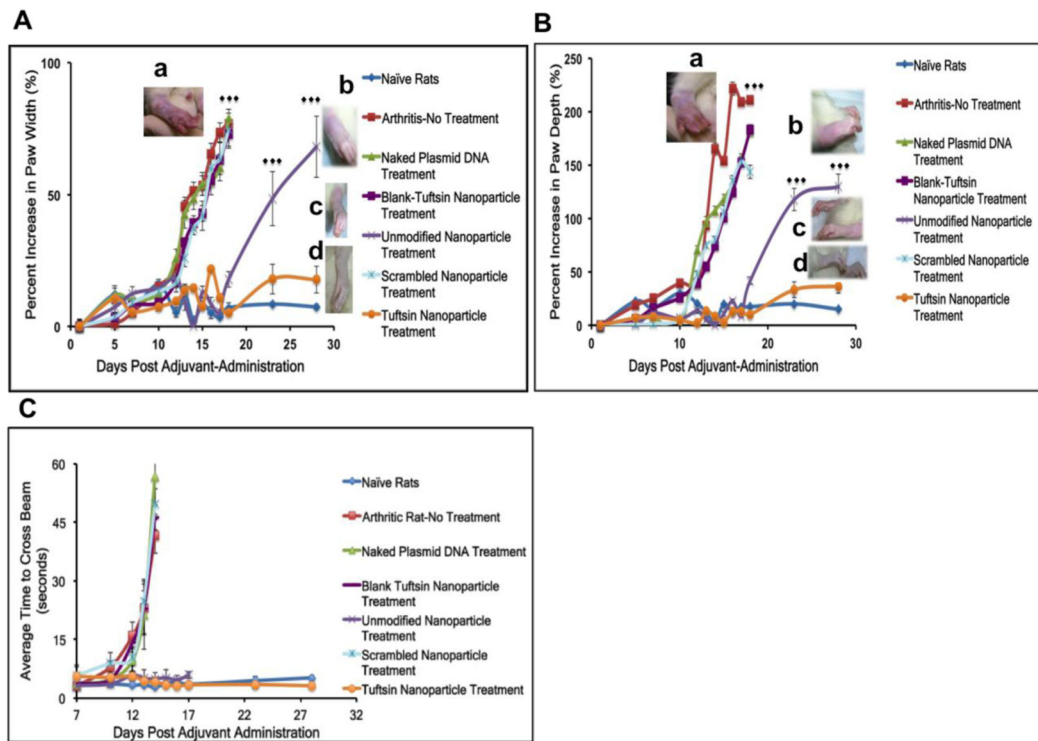 A
Percent Increase in Paw Width (%)
100
50
0
0
5
10
15
20
25
30
Days Post Adjuvant-Administration
a
b
c
d
♦♦♦
♦♦♦
♦♦♦
Naïve Rats
Arthritis-No Treatment
Naked Plasmid DNA
Treatment
Blank-Tuftsin Nanoparticle
Treatment
Unmodified Nanoparticle
Treatment
Scrambled Nanoparticle
Treatment
Tuftsin Nanoparticle
Treatment
B
Percent Increase in Paw Depth (%)
250
200
150
100
50
0
0
10
20
30
Days Post Adjuvant-Administration
a
b
c
d
♦♦♦
♦♦♦
♦♦♦
Naïve Rats
Arthritis-No Treatment
Naked Plasmid DNA
Treatment
Blank-Tuftsin
Nanoparticle Treatment
Unmodified Nanoparticle
Treatment
Scrambled Nanoparticle
Treatment
Tuftsin Nanoparticle
Treatment
C
Average Time to Cross Beam
(seconds)
60
45
30
15
0
7
12
17
22
27
32
Days Post Adjuvant Administration
Naïve Rats
Arthritic Rat-No Treatment
Naked Plasmid DNA Treatment
Blank Tuftsin Nanoparticle
Treatment
Unmodified Nanoparticle
Treatment
Scrambled Nanoparticle
Treatment
Tuftsin Nanoparticle Treatment